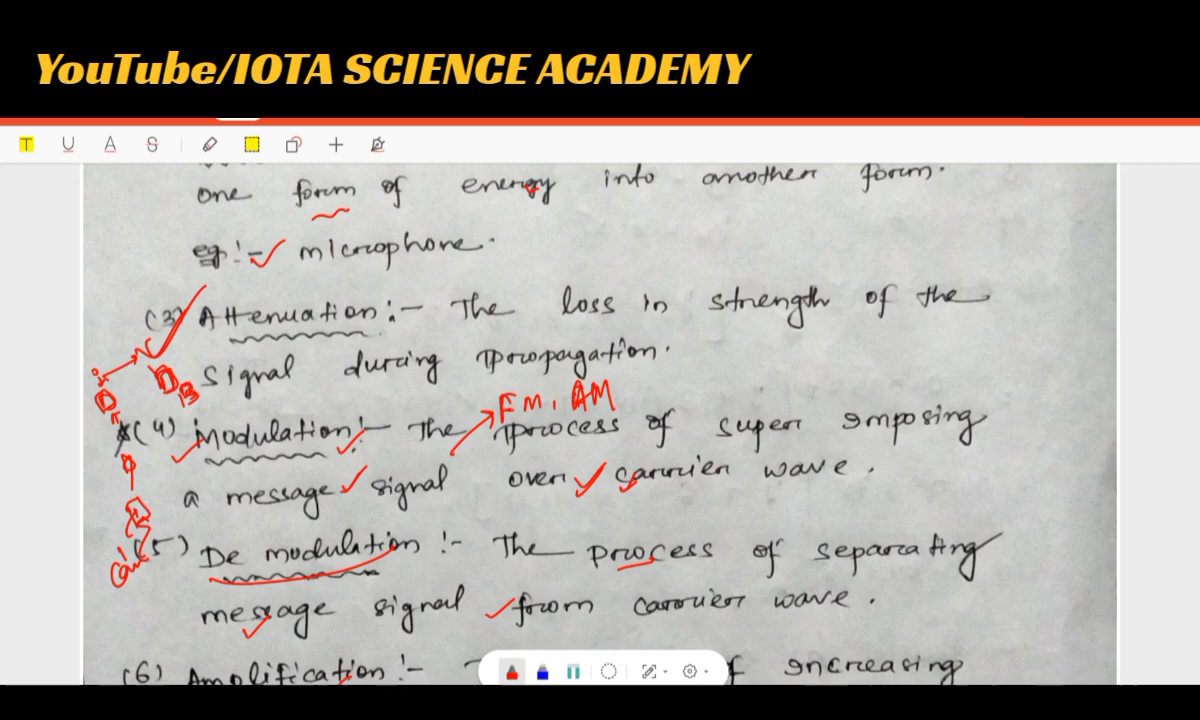 YouTube/IOTA SCIENCE ACADEMY
T U A S
one form of energy into another form.
eg:- microphone.
(3) Attenuation:- The loss in strength of the
signal during propagation.
FM, AM
(4) Modulation:- The process of super imposing
a message signal over carrier wave.
(5) De modulation:- The process of separating
message signal from carrier wave.
(6) Amplification:- of increasing